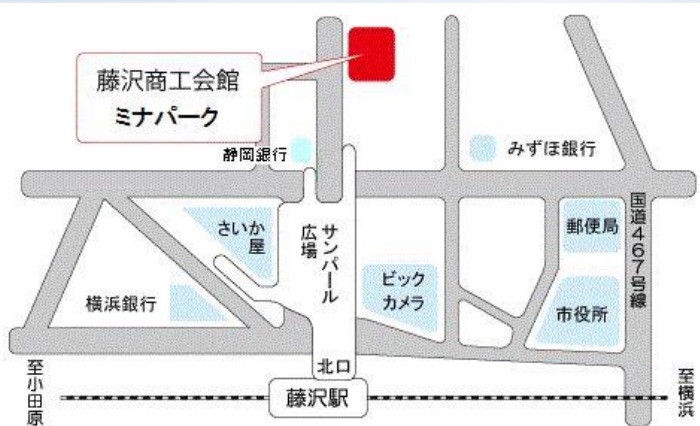 藤沢商工会館
ミナパーク
静岡銀行
みずほ銀行
さいか
屋
サンパール
広場
ビック
カメラ
郵便局
国道467号線
市役所
横浜銀行
北口
藤沢駅
至小田原
至横浜